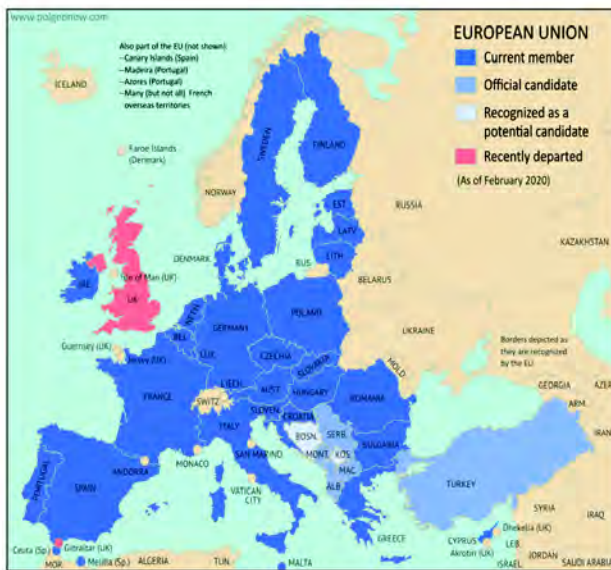 www.polgeonow.com
EUROPEAN UNION
Current member
Official candidate
Recognized as a
potential candidate
Recently departed
(As of February 2020)
Also part of the EU (not shown)
–Canary Islands (Spain)
–Madeira (Portugal)
–Azores (Portugal)
–Many (but not all) French
overseas territories
ICELAND
Faroe Islands
(Denmark)
SWEDEN
FINLAND
NORWAY
RUSSIA
EST
LATV
LITH
KAZAKHSTAN
DENMARK
RUS
BELARUS
IRE
Isle of Man (UK)
UK
NETH
POLAND
BEL
GERMANY
UKRAINE
Guernsey (UK)
Jersey (UK)
LUX
CZECHIA
SLOVAKIA
MOLD
Borders depicted as
they are recognized
by the EU
FRANCE
LIECH
AUST
HUNGARY
ROMANIA
SWITZ
SLOVEN
CROATIA
GEORGIA
AZER
ARM.
ITALY
BOSN.
SERB.
IRAN
SAN MARINO
MONT.
KOS.
BULGARIA
ANDORRA
MONACO
MAC.
PORTUGAL
SPAIN
VATICAN
CITY
ALB.
TURKEY
SYRIA
IRAQ
GREECE
Dhekelia (UK)
CYPRUS
Akrotiri (UK)
LEB.
Ceuta (Sp.)
Gibraltar (UK)
Melilla (Sp.)
MOR.
ALGERIA
TUN.
MALTA
ISRAEL
JORDAN
SAUDI ARAB